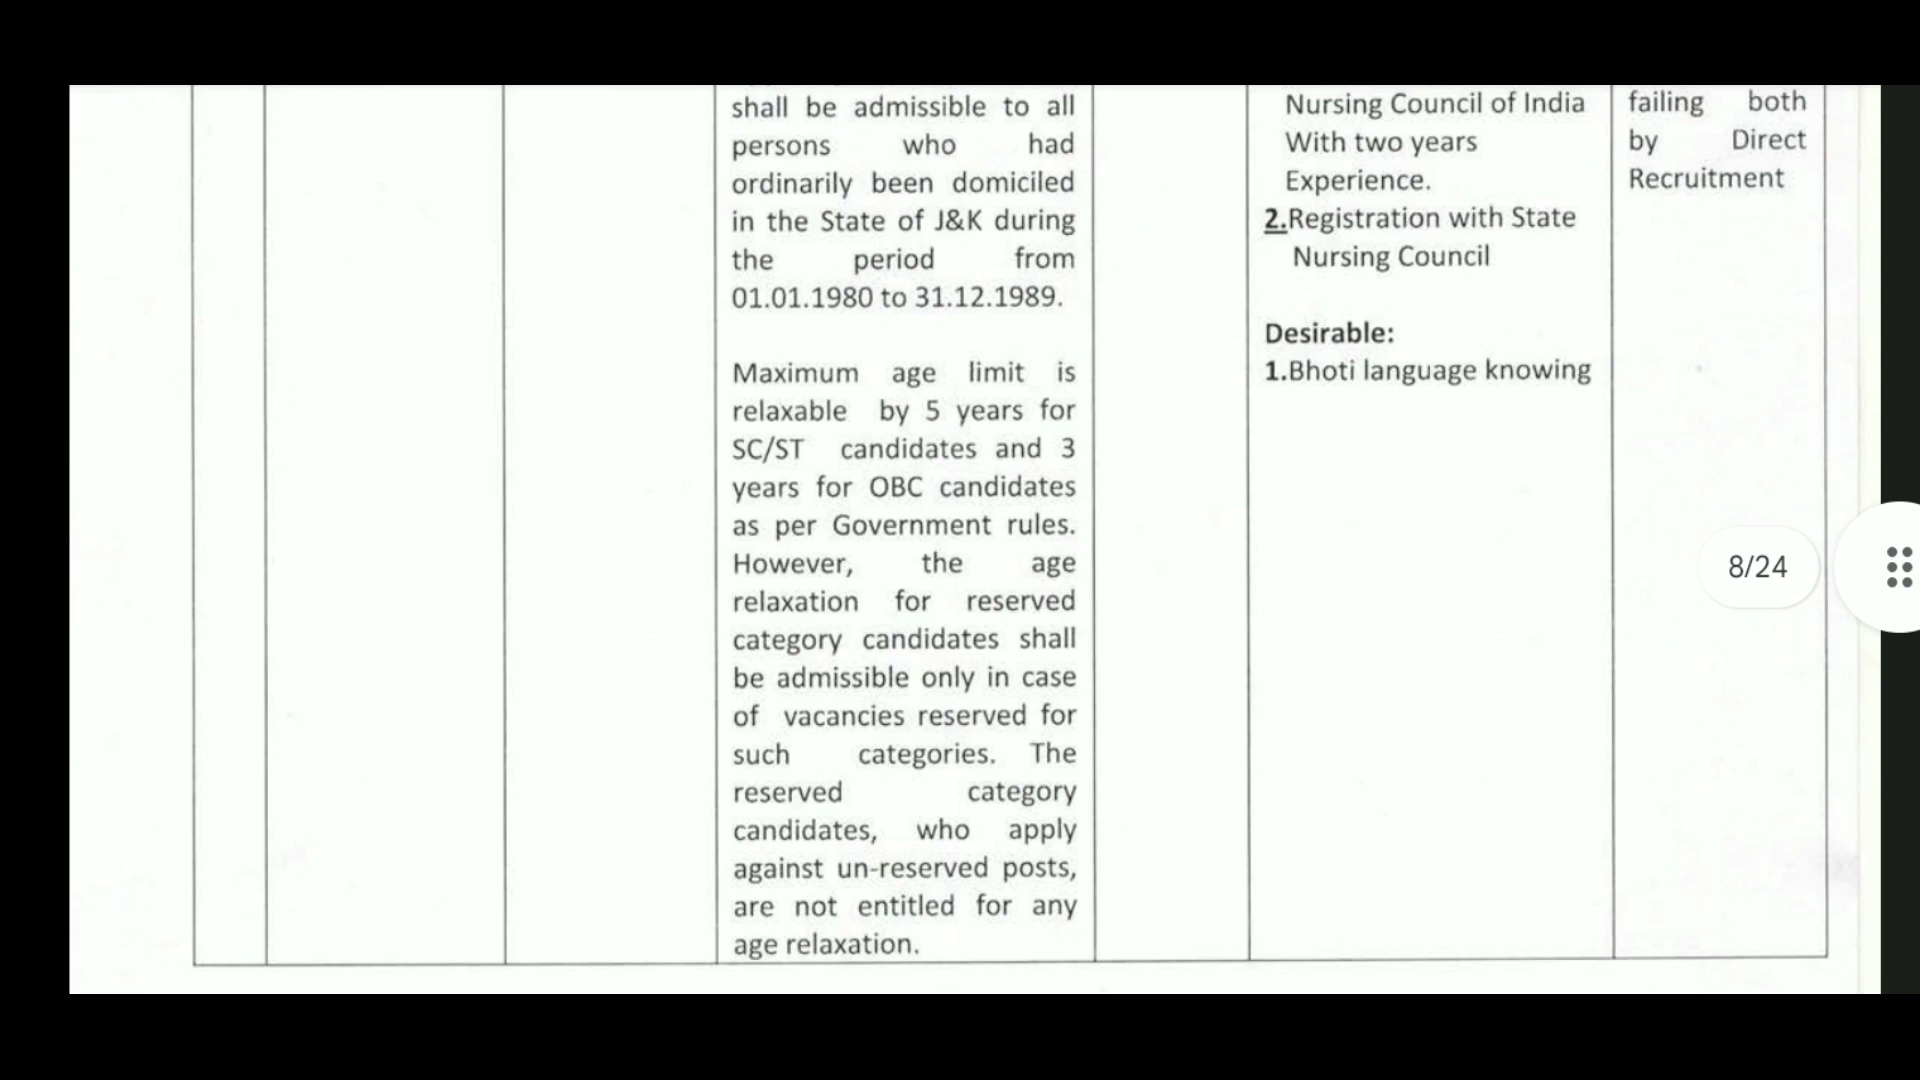 shall be admissible to all
persons who had
ordinarily been domiciled
in the State of J&K during
the period from
01.01.1980 to 31.12.1989.
Maximum age limit is
relaxable by 5 years for
SC/ST candidates and 3
years for OBC candidates
as per Government rules.
However, the age
relaxation for reserved
category candidates shall
be admissible only in case
of vacancies reserved for
such categories. The
reserved category
candidates, who apply
against un-reserved posts,
are not entitled for any
age relaxation.
Nursing Council of India
With two years
Experience.
2.Registration with State
Nursing Council
Desirable:
1.Bhoti language knowing
failing both
by Direct
Recruitment
8/24